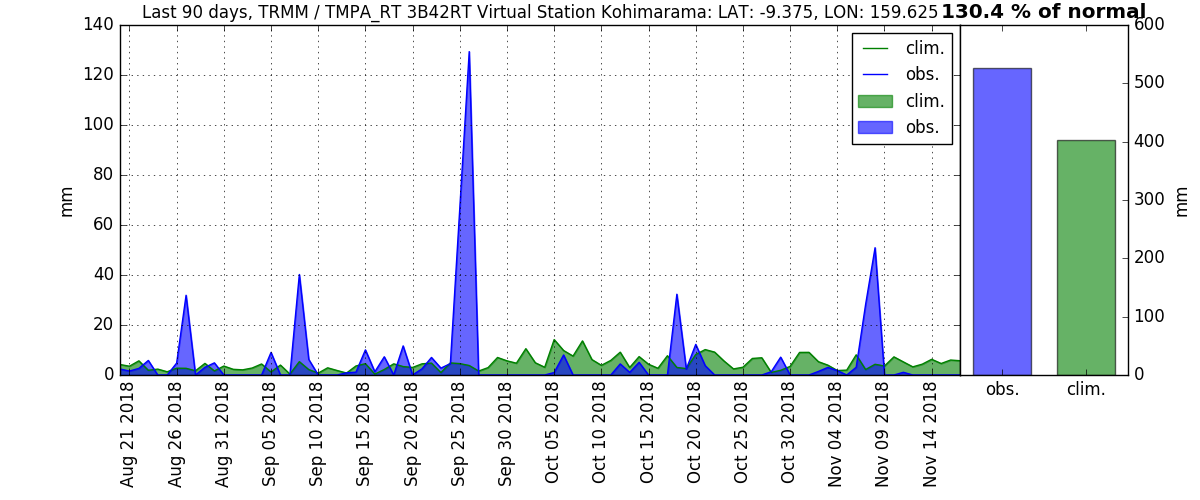 Last 90 days, TRMM / TMPA_RT 3B42RT Virtual Station Kohimarama: LAT: -9.375, LON: 159.625 130.4 % of normal
140
120
100
80
60
40
20
0
mm
clim.
obs.
clim.
obs.
600
500
400
300
200
100
0
mm
obs.
clim.
Aug 21 2018
Aug 26 2018
Aug 31 2018
Sep 05 2018
Sep 10 2018
Sep 15 2018
Sep 20 2018
Sep 25 2018
Sep 30 2018
Oct 05 2018
Oct 10 2018
Oct 15 2018
Oct 20 2018
Oct 25 2018
Oct 30 2018
Nov 04 2018
Nov 09 2018
Nov 14 2018